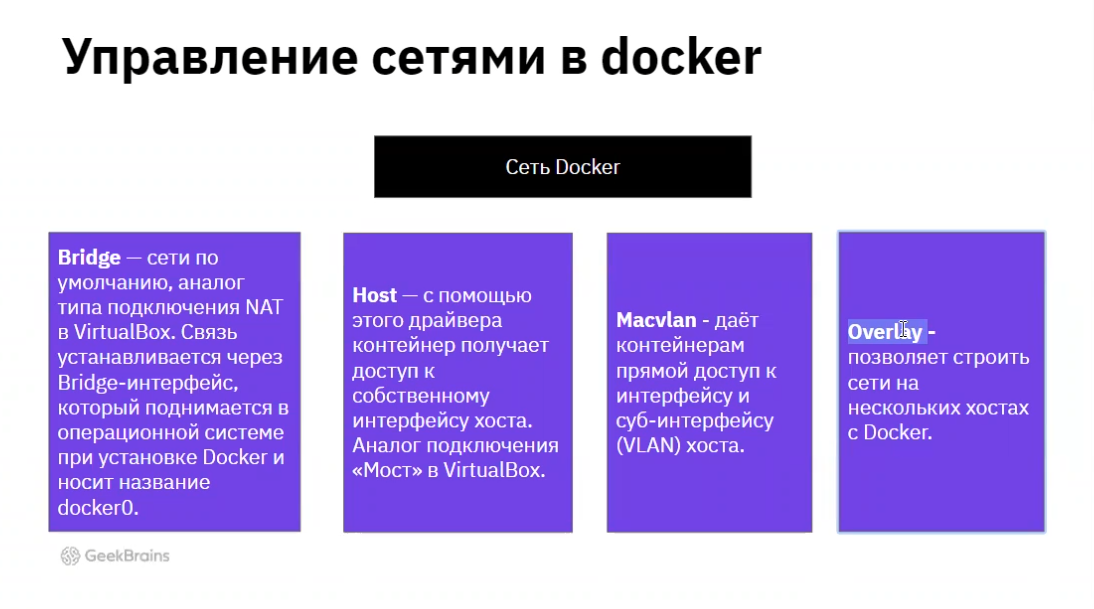 Управление сетями в docker
Сеть Docker
Bridge — сети по
умолчанию, аналог
типа подключения NAT
в VirtualBox. Связь
устанавливается через
Bridge-интерфейс,
который поднимается в
операционной системе
при установке Docker и
носит название
docker0.
Host — с помощью
этого драйвера
контейнер получает
доступ к
собственному
интерфейсу хоста.
Аналог подключения
«Мост» в VirtualBox.
Macvlan - даёт
контейнерам
прямой доступ к
интерфейсу и
суб-интерфейсу
(VLAN) хоста.
Overlay -
позволяет строить
сети на
нескольких хостах
с Docker.
GeekBrains